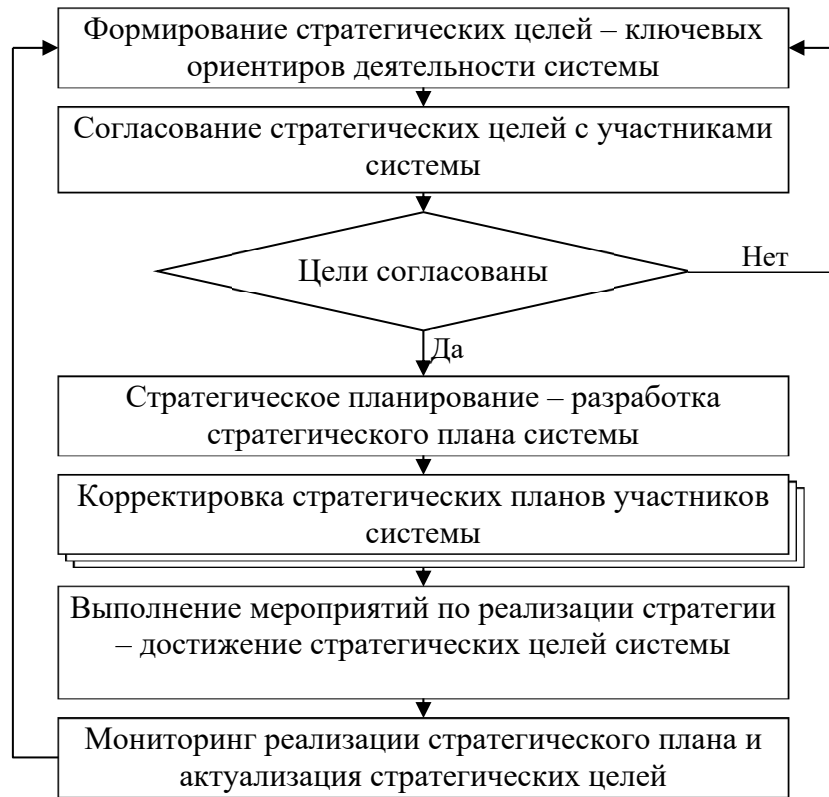 Формирование стратегических целей – ключевых
ориентиров деятельности системы
Согласование стратегических целей с участниками
системы
Цели согласованы
Нет
Да
Стратегическое планирование – разработка
стратегического плана системы
Корректировка стратегических планов участников
системы
Выполнение мероприятий по реализации стратегии
– достижение стратегических целей системы
Мониторинг реализации стратегического плана и
актуализация стратегических целей